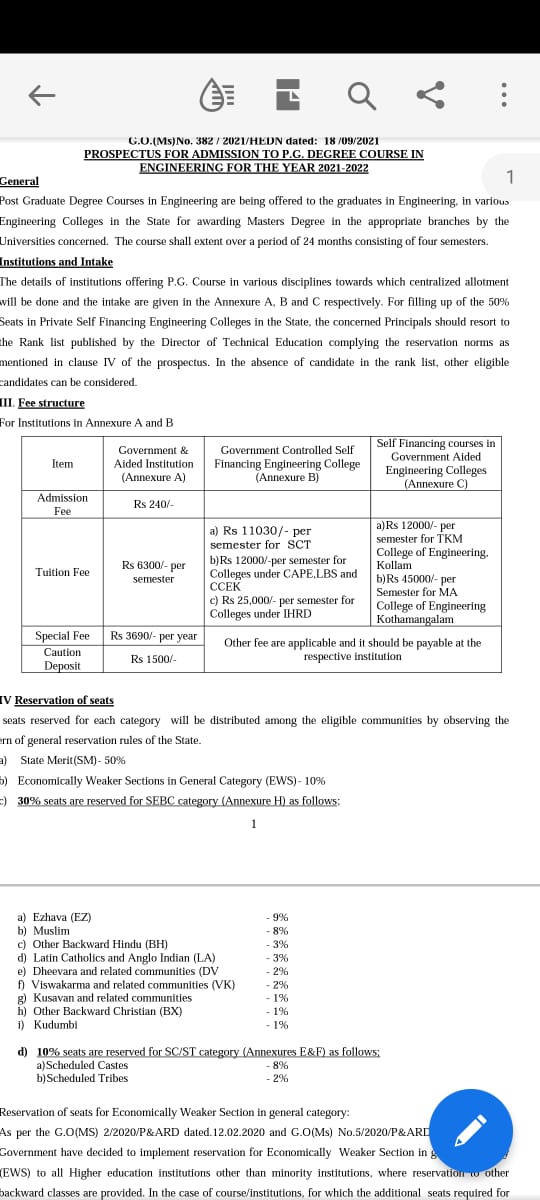 G.O.(Ms)No. 382 / 2021/HEDN dated: 18 /09/2021
PROSPECTUS FOR ADMISSION TO P.G. DEGREE COURSE IN
ENGINEERING FOR THE YEAR 2021-2022
1
General
Post Graduate Degree Courses in Engineering are being offered to the graduates in Engineering, in various
Engineering Colleges in the State for awarding Masters Degree in the appropriate branches by the
Universities concerned. The course shall extent over a period of 24 months consisting of four semesters.
Institutions and Intake
The details of institutions offering P.G. Course in various disciplines towards which centralized allotment
will be done and the intake are given in the Annexure A, B and C respectively. For filling up of the 50%
Seats in Private Self Financing Engineering Colleges in the State, the concerned Principals should resort to
the Rank list published by the Director of Technical Education complying the reservation norms as
mentioned in clause IV of the prospectus. In the absence of candidate in the rank list, other eligible
candidates can be considered.
III. Fee structure
For Institutions in Annexure A and B
Item
Government &
Aided Institution
(Annexure A)
Government Controlled Self
Financing Engineering College
(Annexure B)
Self Financing courses in
Government Aided
Engineering Colleges
(Annexure C)
Admission
Fee
Rs 240/-
Tuition Fee
Rs 6300/- per
semester
a) Rs 11030/- per
semester for SCT
b)Rs 12000/-per semester for
Colleges under CAPE,LBS and
CCEK
c) Rs 25,000/- per semester for
Colleges under IHRD
a)Rs 12000/- per
semester for TKM
College of Engineering,
Kollam
b)Rs 45000/- per
Semester for MA
College of Engineering
Kothamangalam
Special Fee
Rs 3690/- per year
Caution
Deposit
Rs 1500/-
Other fee are applicable and it should be payable at the
respective institution
IV Reservation of seats
seats reserved for each category will be distributed among the eligible communities by observing the
ern of general reservation rules of the State.
a) State Merit(SM)- 50%
b) Economically Weaker Sections in General Category (EWS)- 10%
c) 30% seats are reserved for SEBC category (Annexure H) as follows:
1
a) Ezhava (EZ) - 9%
b) Muslim - 8%
c) Other Backward Hindu (BH) - 3%
d) Latin Catholics and Anglo Indian (LA) - 3%
e) Dheevara and related communities (DV - 2%
f) Viswakarma and related communities (VK) - 2%
g) Kusavan and related communities - 1%
h) Other Backward Christian (BX) - 1%
i) Kudumbi - 1%
d) 10% seats are reserved for SC/ST category (Annexures E&F) as follows:
a)Scheduled Castes - 8%
b)Scheduled Tribes - 2%
Reservation of seats for Economically Weaker Section in general category:
As per the G.O(MS) 2/2020/P&ARD dated.12.02.2020 and G.O(Ms) No.5/2020/P&ARD
Government have decided to implement reservation for Economically Weaker Section in
(EWS) to all Higher education institutions other than minority institutions, where reservation to other
backward classes are provided. In the case of course/institutions, for which the additional seats required for